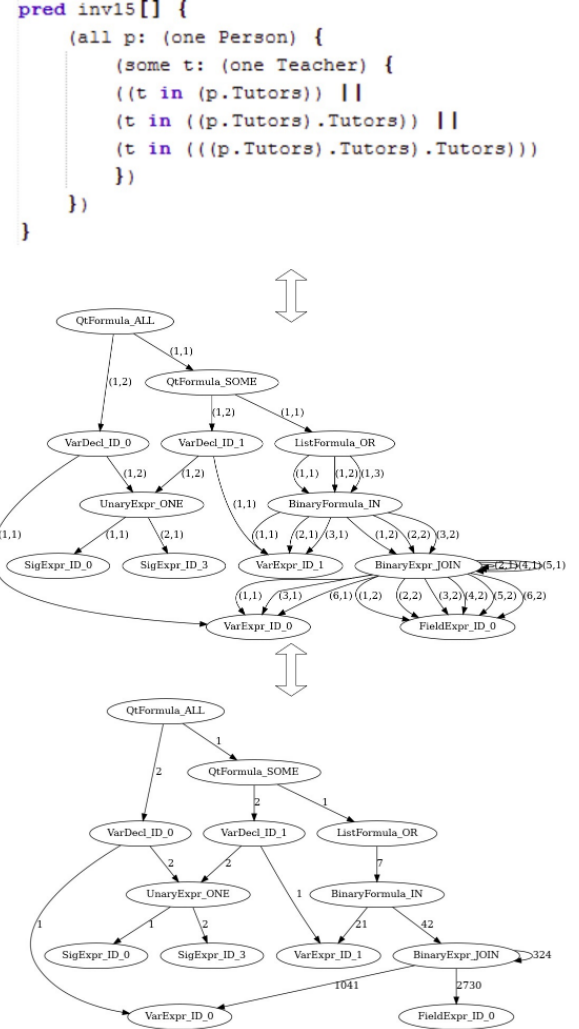 pred inv15[] {
(all p: (one Person) {
(some t: (one Teacher) {
((t in (p.Tutors)) ||
(t in ((p.Tutors).Tutors)) ||
(t in (((p.Tutors).Tutors).Tutors)))
})
})
}
QtFormula_ALL
(1,1)
QtFormula_SOME
(1,2)
(1,2) (1,1)
VarDecl_ID_0 VarDecl_ID_1 ListFormula_OR
(1,2) (1,2) (1,1) (1,2) (1,3)
UnaryExpr_ONE BinaryFormula_IN
(1,1)
(1,1) (1,1) (2,1) (1,1) (2,1) (3,1) (1,2) (2,2) (3,2)
SigExpr_ID_0 SigExpr_ID_3 VarExpr_ID_1 BinaryExpr_JOIN (2,1) (4,1) (5,1)
(1,1) (3,1) (6,1) (1,2) (2,2) (3,2) (4,2) (5,2) (6,2)
VarExpr_ID_0 FieldExpr_ID_0
QtFormula_ALL
1
2 QtFormula_SOME
2 1
VarDecl_ID_0 VarDecl_ID_1 ListFormula_OR
2 2 7
UnaryExpr_ONE BinaryFormula_IN
1 1 2 1 21 42
SigExpr_ID_0 SigExpr_ID_3 VarExpr_ID_1 BinaryExpr_JOIN 324
1041 2730
VarExpr_ID_0 FieldExpr_ID_0